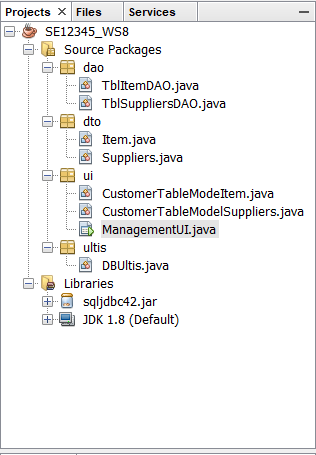 Projects Files Services
SE12345_WS8
Source Packages
dao
TblItemDAO.java
TblSuppliersDAO.java
dto
Item.java
Suppliers.java
ui
CustomerTableModeItem.java
CustomerTableModelSuppliers.java
ManagementUI.java
ultis
DBUltis.java
Libraries
sqljdbc42.jar
JDK 1.8 (Default)